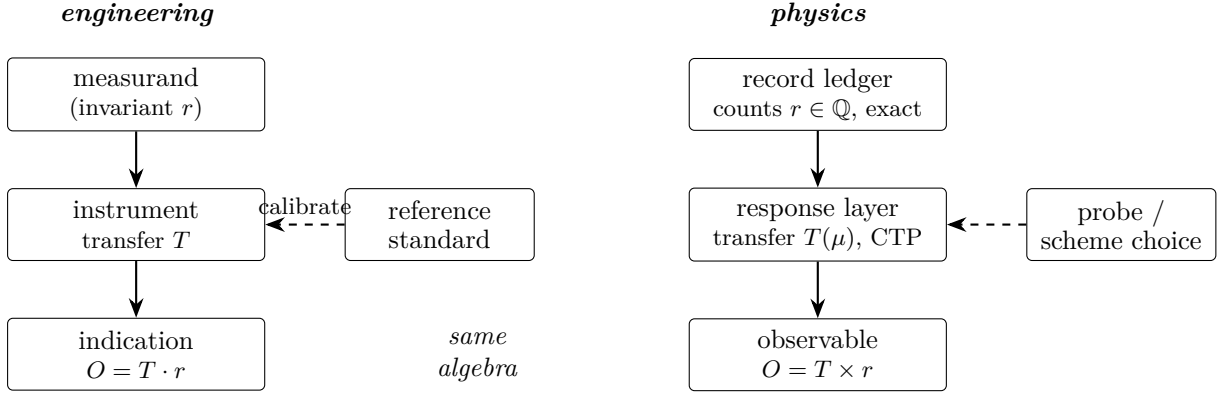 engineering
measurand
(invariant r)
instrument
transfer T
calibrate
reference
standard
indication
O = T · r
same
algebra
physics
record ledger
counts r ∈ ℚ, exact
response layer
transfer T(μ), CTP
probe /
scheme choice
observable
O = T × r